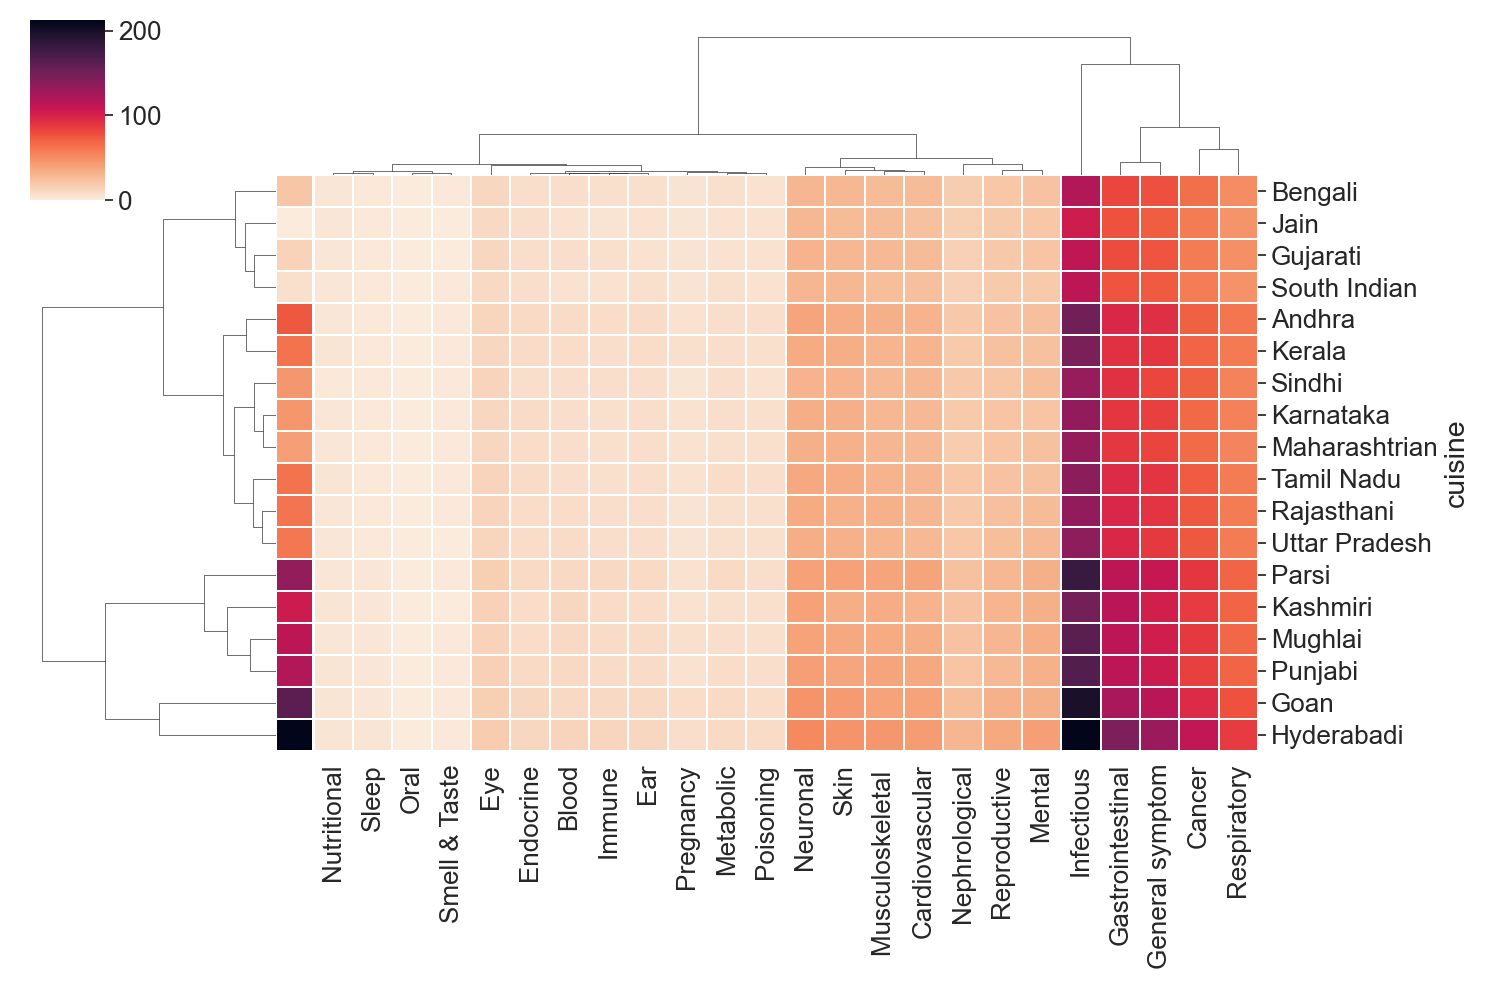 200
100
0
Bengali
Jain
Gujarati
South Indian
Andhra
Kerala
Sindhi
Karnataka
Maharashtrian
Tamil Nadu
Rajasthani
Uttar Pradesh
Parsi
Kashmiri
Mughlai
Punjabi
Goan
Hyderabadi
cuisine
Nutritional
Sleep
Oral
Smell & Taste
Eye
Endocrine
Blood
Immune
Ear
Pregnancy
Metabolic
Poisoning
Neuronal
Skin
Musculoskeletal
Cardiovascular
Nephrological
Reproductive
Mental
Infectious
Gastrointestinal
General symptom
Cancer
Respiratory